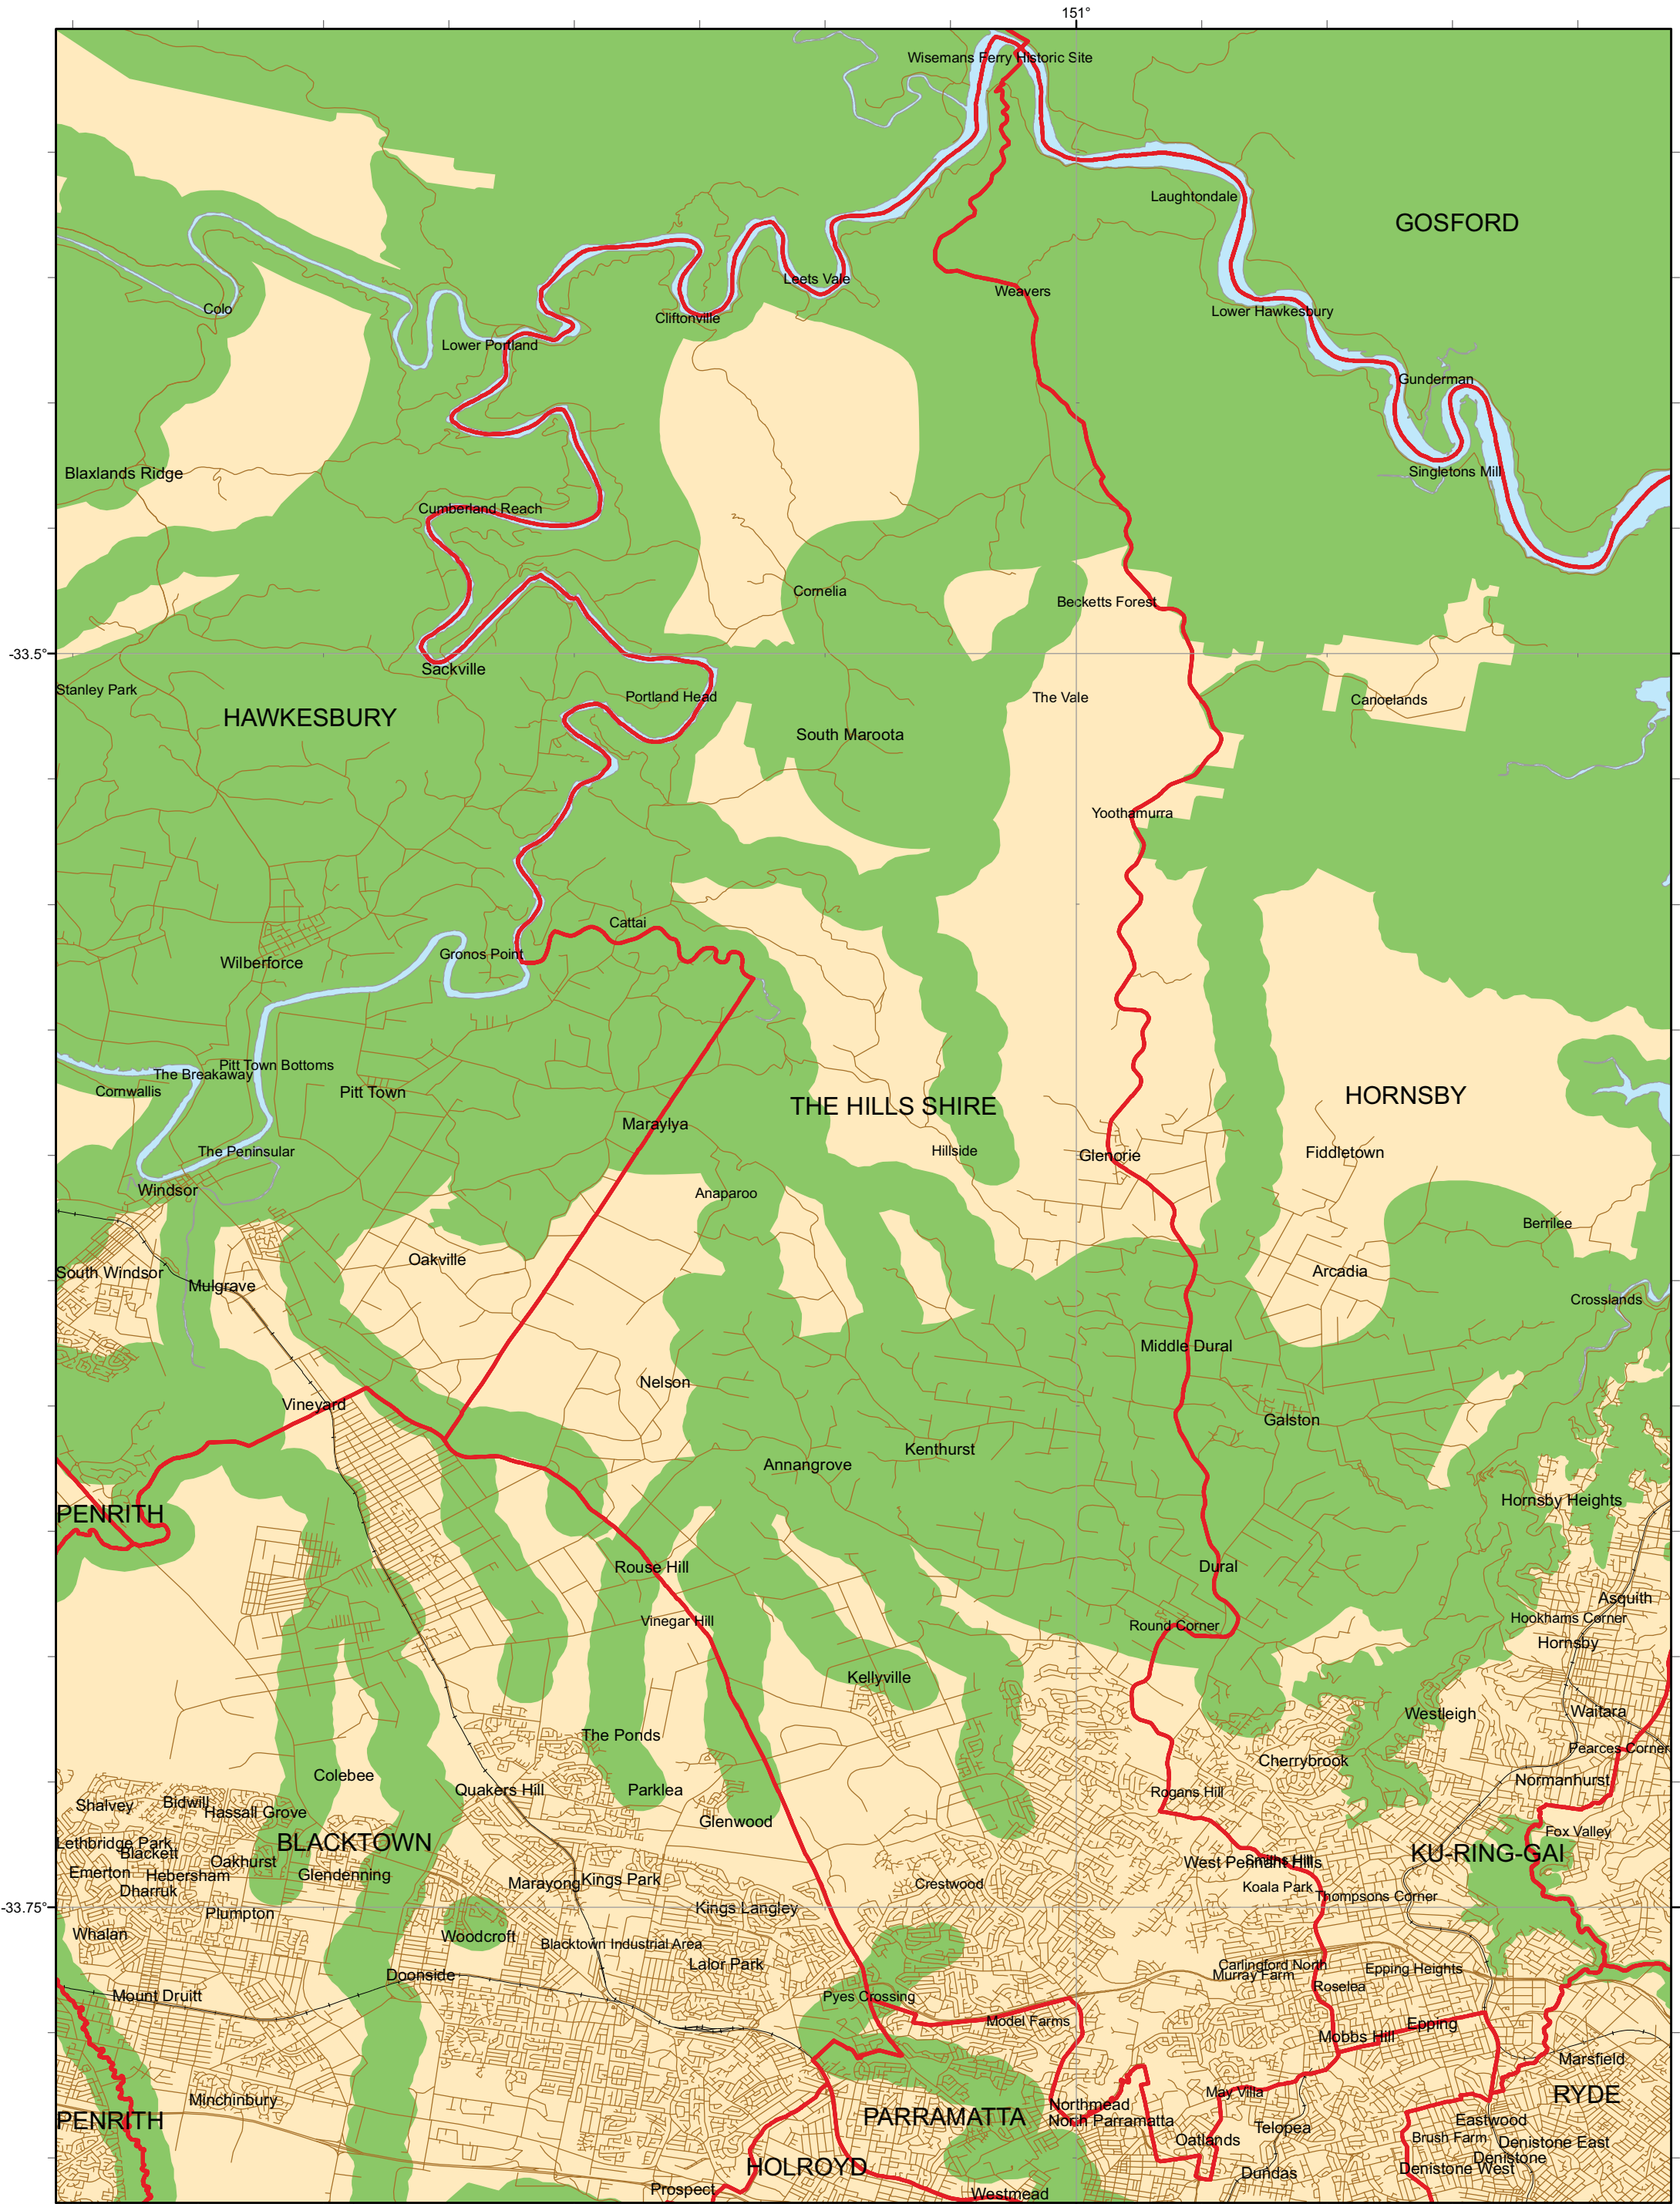 151°
Wisemans Ferry Historic Site
Laughtondale
GOSFORD
Leets Vale
Weavers
Colo
Cliftonville
Lower Hawkesbury
Lower Portland
Gunderman
Blaxlands Ridge
Singletons Mill
Cumberland Reach
Cornelia
Becketts Forest
-33.5°
Sackville
Stanley Park
Portland Head
The Vale
Canoelands
HAWKESBURY
South Maroota
Yoothamurra
Cattai
Gronos Point
Wilberforce
Pitt Town Bottoms
The Breakaway
Cornwallis
Pitt Town
HORNSBY
THE HILLS SHIRE
Maraylya
The Peninsular
Hillside
Glenorie
Fiddletown
Windsor
Anaparoo
Berrilee
Oakville
South Windsor
Arcadia
Mulgrave
Crosslands
Middle Dural
Nelson
Vineyard
Galston
Kenthurst
Annangrove
Hornsby Heights
PENRITH
Rouse Hill
Dural
Asquith
Hookhams Corner
Vinegar Hill
Round Corner
Hornsby
Kellyville
Waitara
Westleigh
The Ponds
Pearces Corner
Cherrybrook
Colebee
Normanhurst
Quakers Hill
Parklea
Rogans Hill
Bidwill
Shalvey
Hassall Grove
Glenwood
Fox Valley
Lethbridge Park
BLACKTOWN
Blackett
KU-RING-GAI
Oakhurst
West Pennant Hills
Smiths Hill
Emerton
Hebersham
Glendenning
Marayong
Kings Park
Crestwood
Koala Park
Dharruk
Thompsons Corner
-33.75°
Kings Langley
Plumpton
Whalan
Woodcroft
Blacktown Industrial Area
Lalor Park
Carlingford North
Epping Heights
Doonside
Murray Farm
Roselea
Mount Druitt
Pyes Crossing
Model Farms
Epping
Mobbs Hill
Marsfield
May Villa
RYDE
Minchinbury
Northmead
PARRAMATTA
PENRITH
North Parramatta
Eastwood
Telopea
Brush Farm
Oatlands
Denistone East
Denistone
HOLROYD
Denistone West
Dundas
Prospect
Westmead